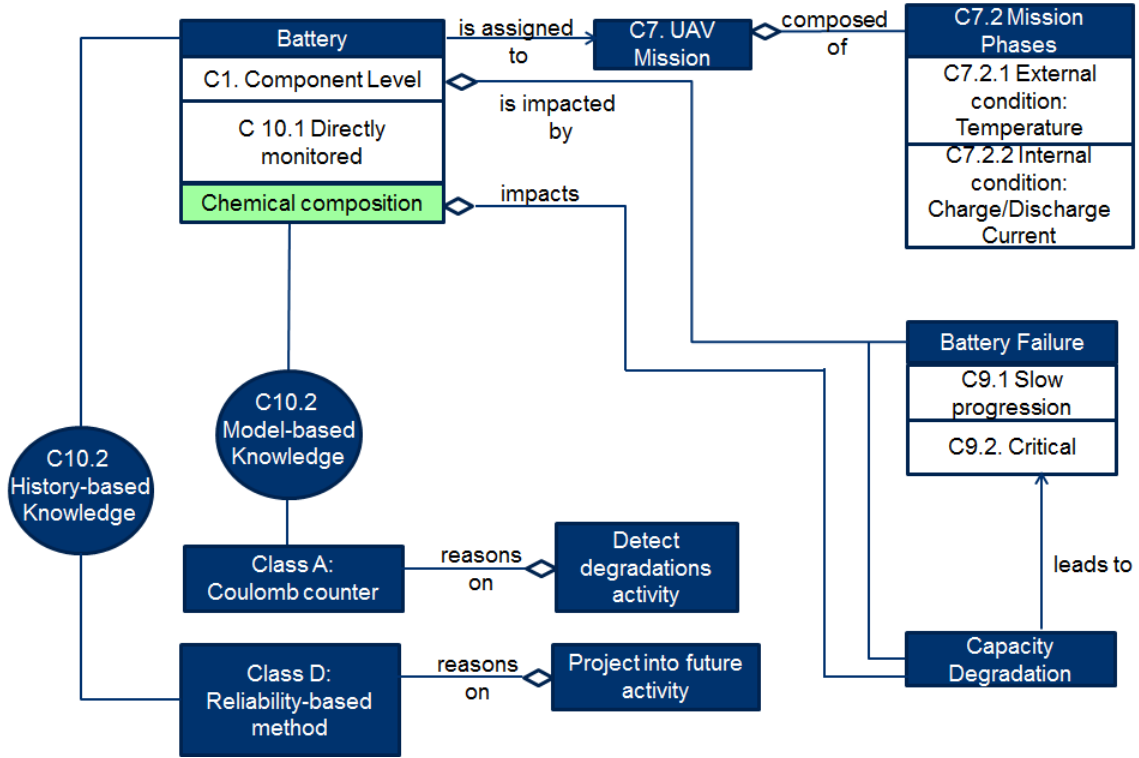 Battery
C1. Component Level
C 10.1 Directly
monitored
Chemical composition
is assigned
to
C7. UAV
Mission
composed
of
C7.2 Mission
Phases
C7.2.1 External
condition:
Temperature
C7.2.2 Internal
condition:
Charge/Discharge
Current
is impacted
by
impacts
Battery Failure
C9.1 Slow
progression
C9.2. Critical
C10.2
Model-based
Knowledge
C10.2
History-based
Knowledge
Class A:
Coulomb counter
reasons
on
Detect
degradations
activity
leads to
Class D:
Reliability-based
method
reasons
on
Project into future
activity
Capacity
Degradation